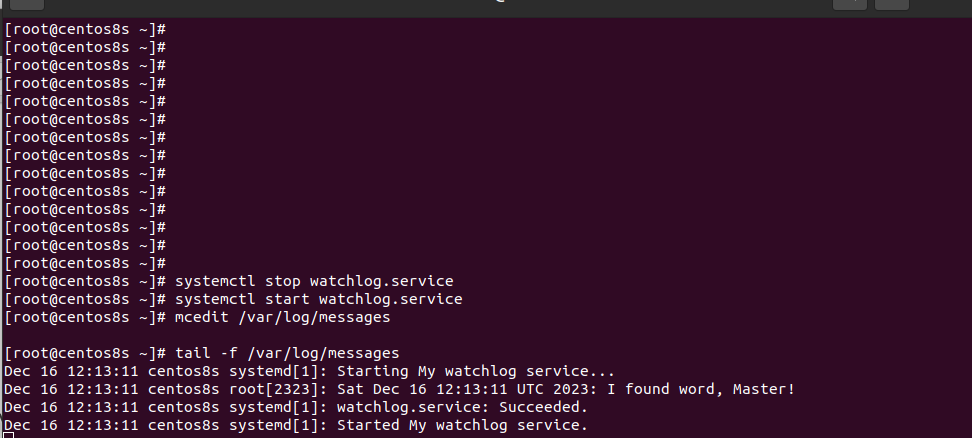 [root@centos8s ~]#
[root@centos8s ~]#
[root@centos8s ~]#
[root@centos8s ~]#
[root@centos8s ~]#
[root@centos8s ~]#
[root@centos8s ~]#
[root@centos8s ~]#
[root@centos8s ~]#
[root@centos8s ~]#
[root@centos8s ~]#
[root@centos8s ~]#
[root@centos8s ~]#
[root@centos8s ~]#
[root@centos8s ~]# systemctl stop watchlog.service
[root@centos8s ~]# systemctl start watchlog.service
[root@centos8s ~]# mcedit /var/log/messages
[root@centos8s ~]# tail -f /var/log/messages
Dec 16 12:13:11 centos8s systemd[1]: Starting My watchlog service...
Dec 16 12:13:11 centos8s root[2323]: Sat Dec 16 12:13:11 UTC 2023: I found word, Master!
Dec 16 12:13:11 centos8s systemd[1]: watchlog.service: Succeeded.
Dec 16 12:13:11 centos8s systemd[1]: Started My watchlog service.